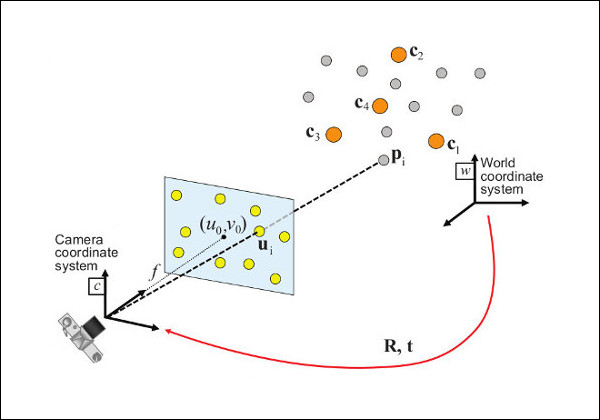 c2
c4
c3
c1
pi
World
coordinate
system
w
(u0,v0)
ui
Camera
coordinate
system
f
c
R, t